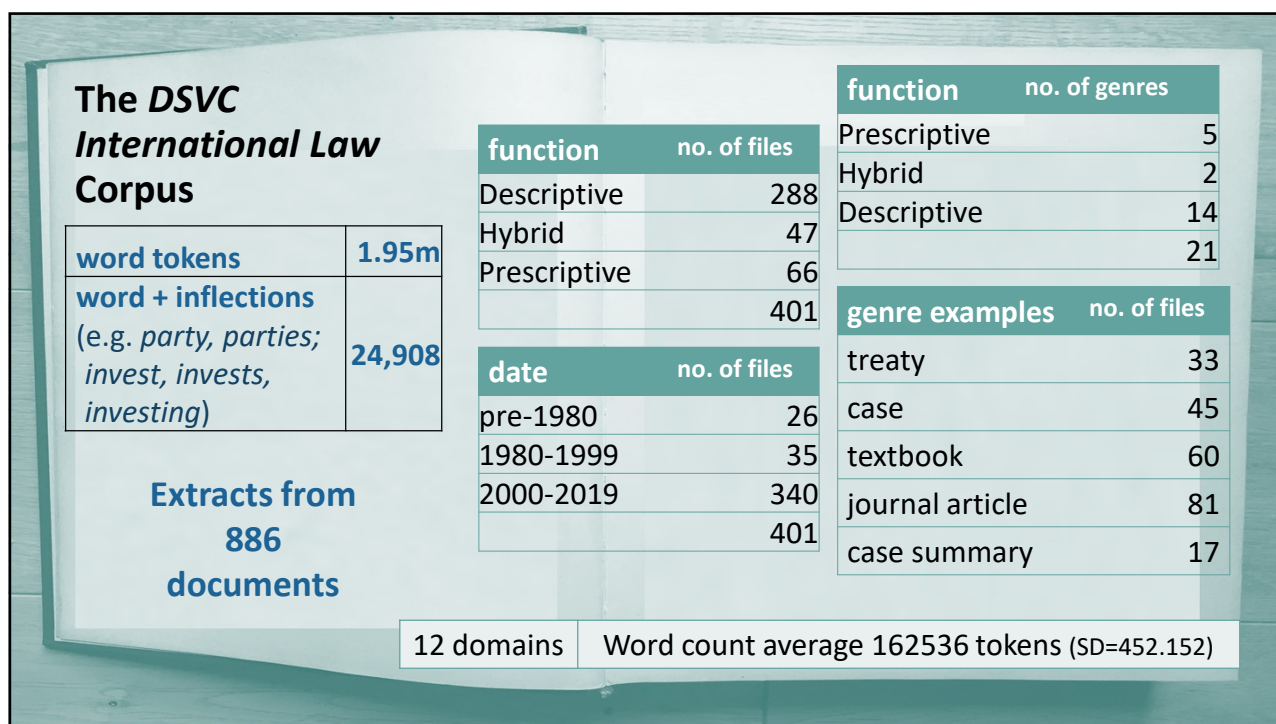 The DSVC
International Law
Corpus
word tokens 1.95m
word + inflections
(e.g. party, parties;
invest, invests,
investing)
24,908
Extracts from
886
documents
function no. of files
Descriptive 288
Hybrid 47
Prescriptive 66
401
date no. of files
pre-1980 26
1980-1999 35
2000-2019 340
401
function no. of genres
Prescriptive 5
Hybrid 2
Descriptive 14
21
genre examples no. of files
treaty 33
case 45
textbook 60
journal article 81
case summary 17
12 domains Word count average 162536 tokens (SD=452.152)